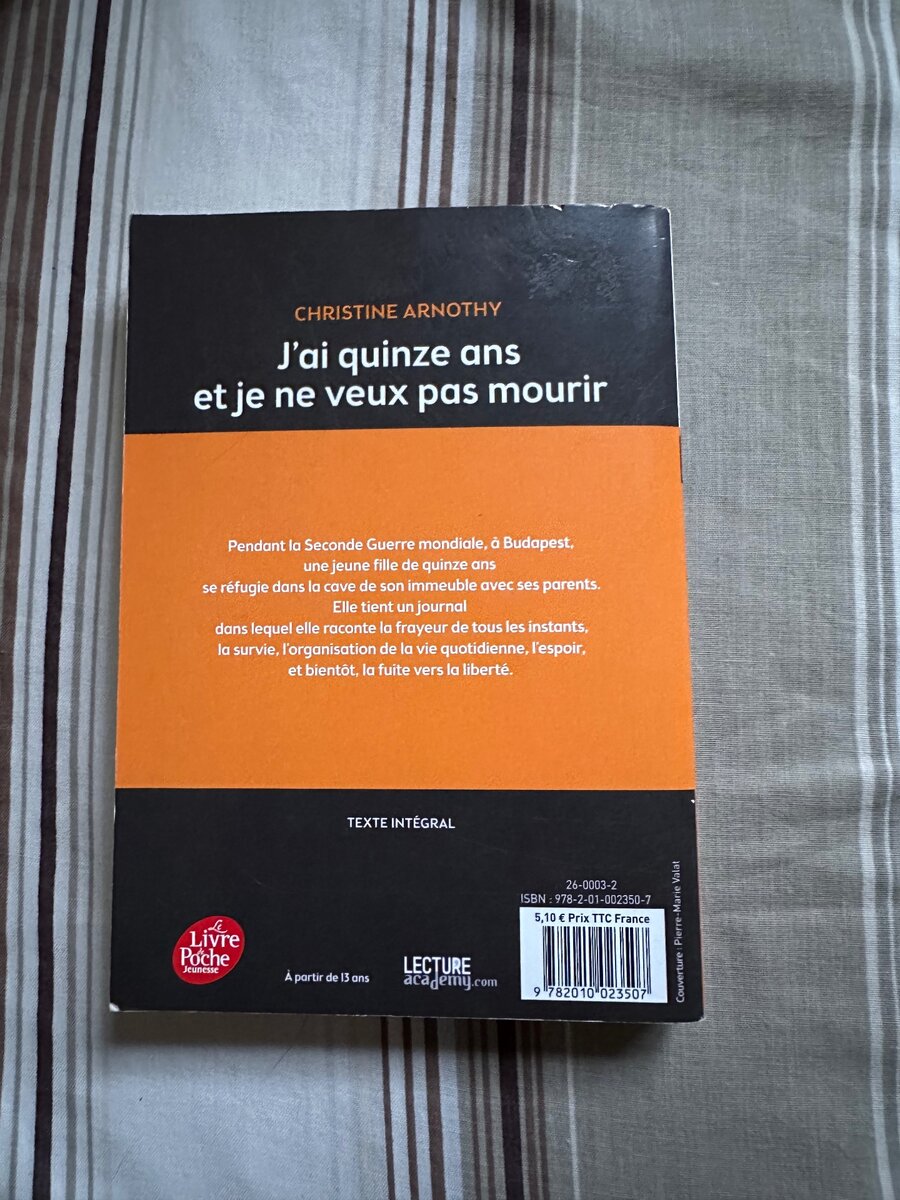 CHRISTINE ARNOTHY
J'ai quinze ans
et je ne veux pas mourir
Pendant la Seconde Guerre mondiale, à Budapest,
une jeune fille de quinze ans
se réfugie dans la cave de son immeuble avec ses parents.
Elle tient un journal
dans lequel elle raconte la frayeur de tous les instants,
la survie, l'organisation de la vie quotidienne, l'espoir,
et bientôt, la fuite vers la liberté.
TEXTE INTÉGRAL
26-0003-2
ISBN : 978-2-01-002350-7
5,10 € Prix TTC France
9 782010 023507
Couverture : Pierre-Marie Valat
Le
Livre
de
Poche
Jeunesse
À partir de 13 ans
LECTURE
academy.com